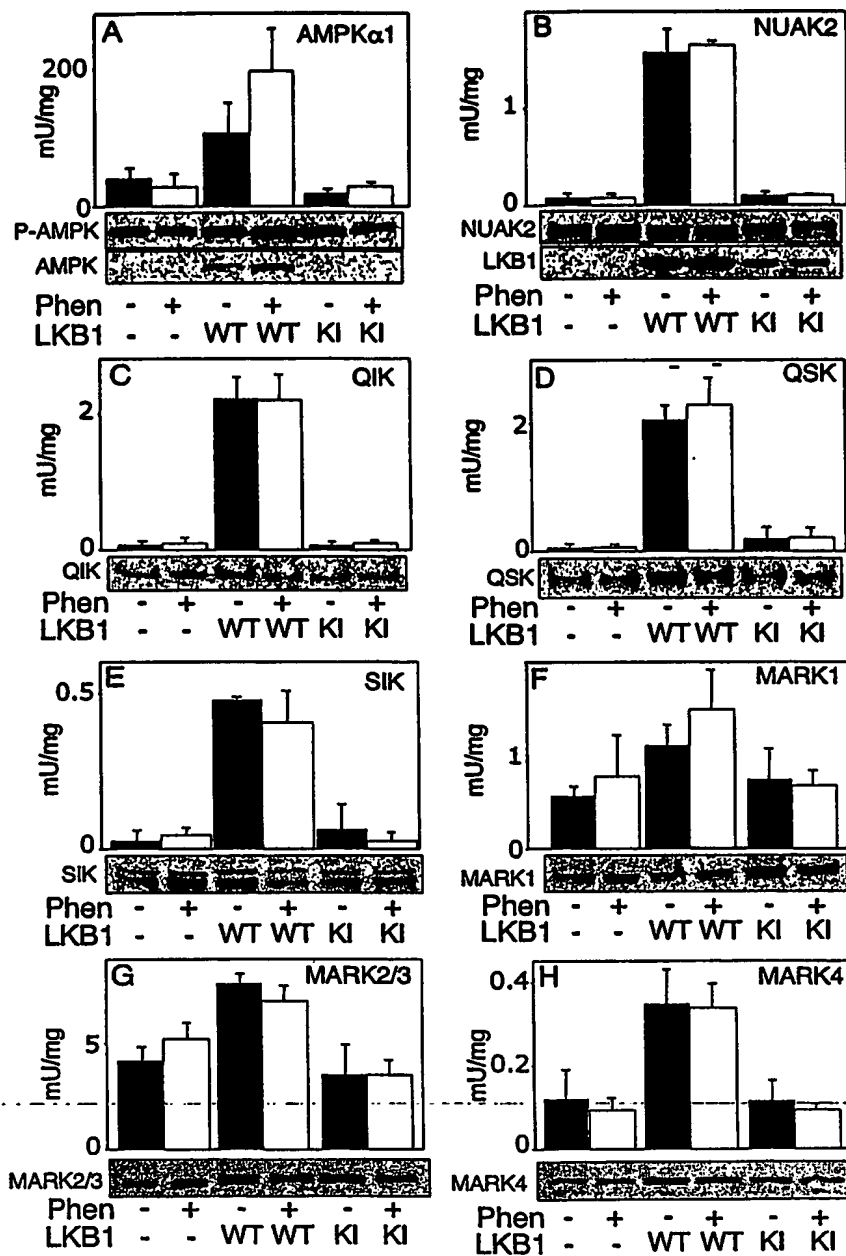 A AMPKα1
200
mU/mg
0
P-AMPK
AMPK
Phen - + - + - +
LKB1 - - WT WT KI KI
B NUAK2
1
mU/mg
0
NUAK2
LKB1
Phen - + - + - +
LKB1 - - WT WT KI KI
C QIK
2
mU/mg
0
QIK
Phen - + - + - +
LKB1 - - WT WT KI KI
D QSK
2
mU/mg
0
QSK
Phen - + - + - +
LKB1 - - WT WT KI KI
E SIK
0.5
mU/mg
0
SIK
Phen - + - + - +
LKB1 - - WT WT KI KI
F MARK1
1
mU/mg
0
MARK1
Phen - + - + - +
LKB1 - - WT WT KI KI
G MARK2/3
5
mU/mg
0
MARK2/3
Phen - + - + - +
LKB1 - - WT WT KI KI
H MARK4
0.4
0.2
mU/mg
0
MARK4
Phen - + - + - +
LKB1 - - WT WT KI KI